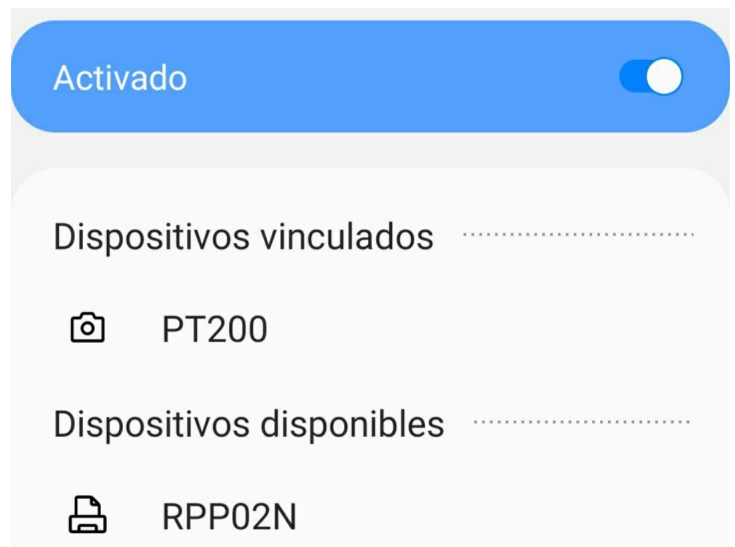 Activado
Dispositivos vinculados
PT200
Dispositivos disponibles
RPP02N